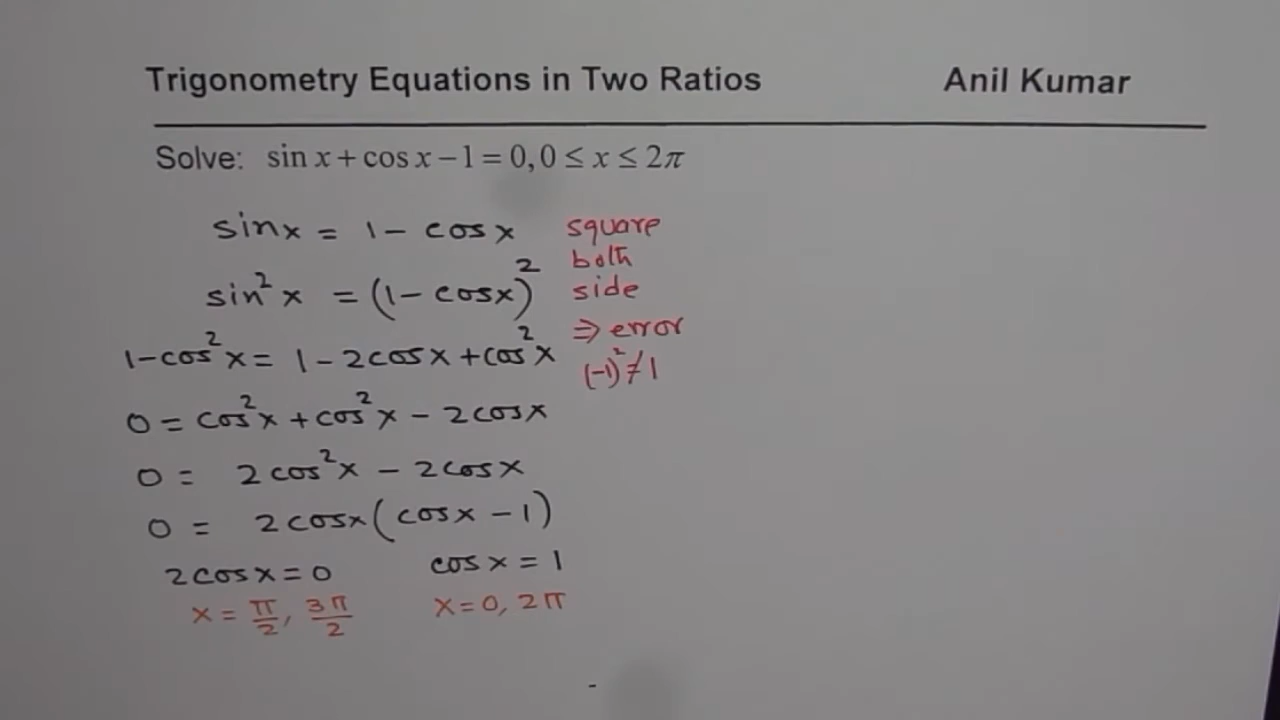 Trigonometry Equations in Two Ratios Anil Kumar
Solve: sin x + cos x − 1 = 0, 0 ≤ x ≤ 2π
sinx = 1 − cosx square
both
sin²x = (1 − cosx)² side
⇒ error
1−cos²x = 1 − 2cosx + cos²x (−1)² ≠ 1
0 = cos²x + cos²x − 2cosx
0 = 2cos²x − 2cosx
0 = 2cosx(cosx − 1)
2cosx = 0 cosx = 1
x = π/2, 3π/2 x = 0, 2π